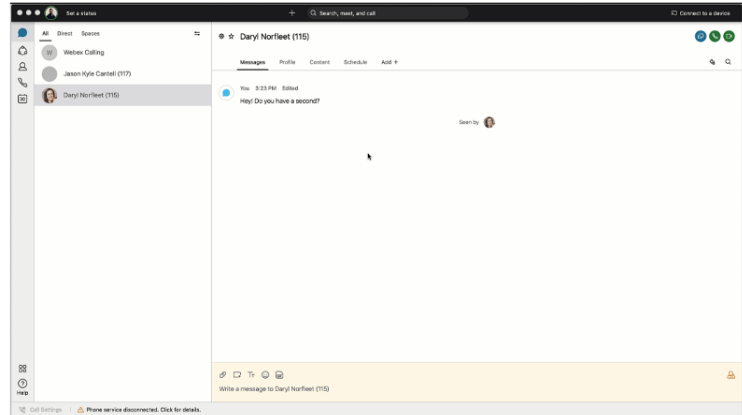 Set a status
Search, meet, and call
Connect to a device
All Direct Spaces
W Webex Calling
Jason Kyle Cantell (117)
Daryl Norfleet (115)
Daryl Norfleet (115)
Messages Profile Content Schedule Add +
You 3:23 PM Edited
Hey! Do you have a second?
Seen by
Help
Write a message to Daryl Norfleet (115)
Call Settings
Phone service disconnected. Click for details.